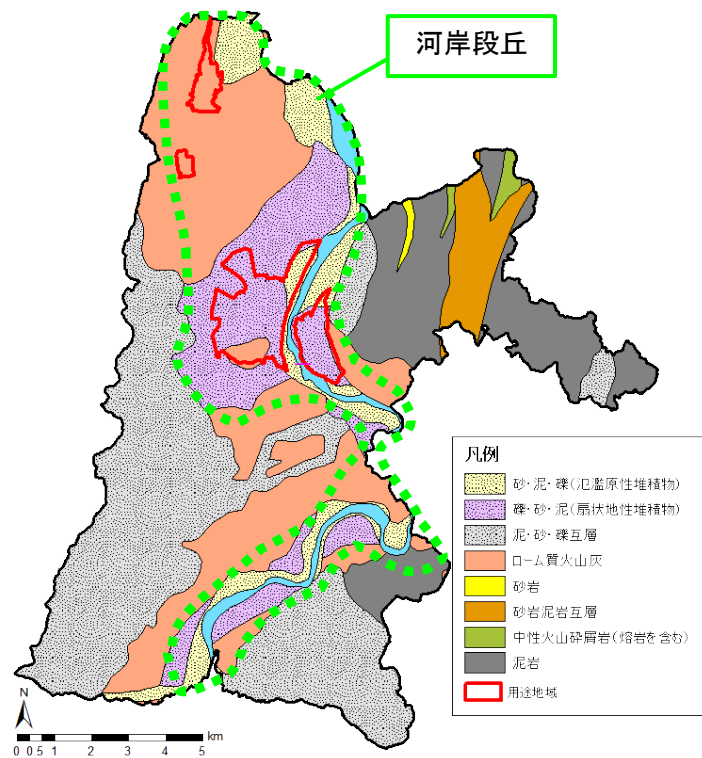 河岸段丘
凡例
砂・泥・礫(氾濫原性堆積物)
礫・砂・泥(扇状地性堆積物)
泥・砂・礫互層
ローム質火山灰
砂岩
砂岩泥岩互層
中性火山砕屑岩(熔岩を含む)
泥岩
用途地域
N
km
0 0.5 1 2 3 4 5